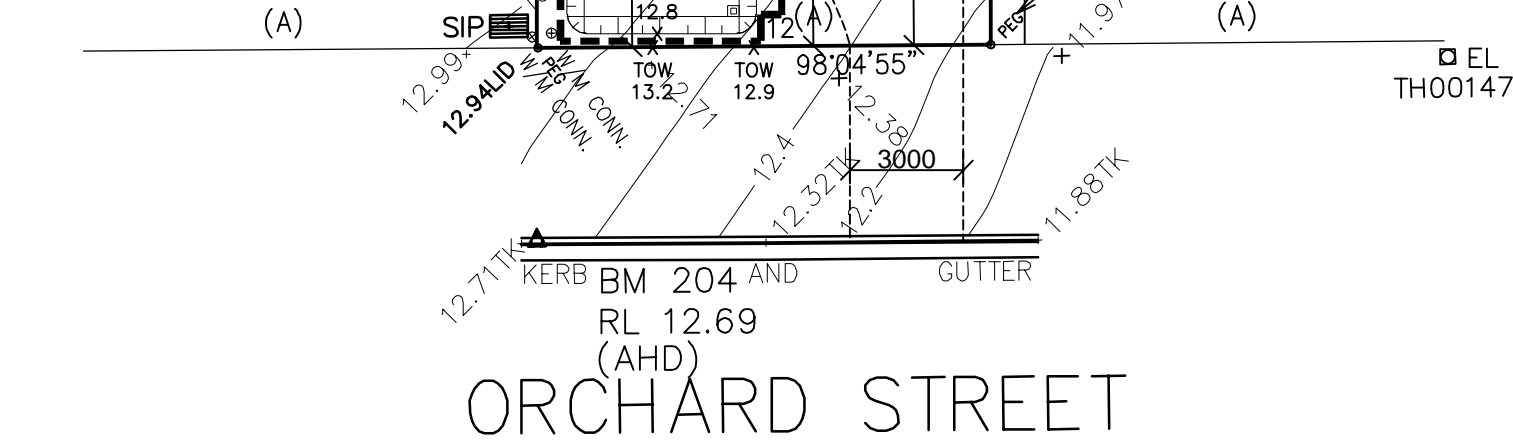 (A)
SIP
12.8
12
(A)
PEG
11.97
(A)
12.99
12.94LID
PEG
W M CONN.
W M CONN.
TOW
13.2
12.71
TOW
12.9
98°04'55"
12.38
EL
TH00147
12.4
12.32TK
3000
12.2
11.88TK
12.71TK
KERB
AND
GUTTER
BM 204
RL 12.69
(AHD)
ORCHARD STREET